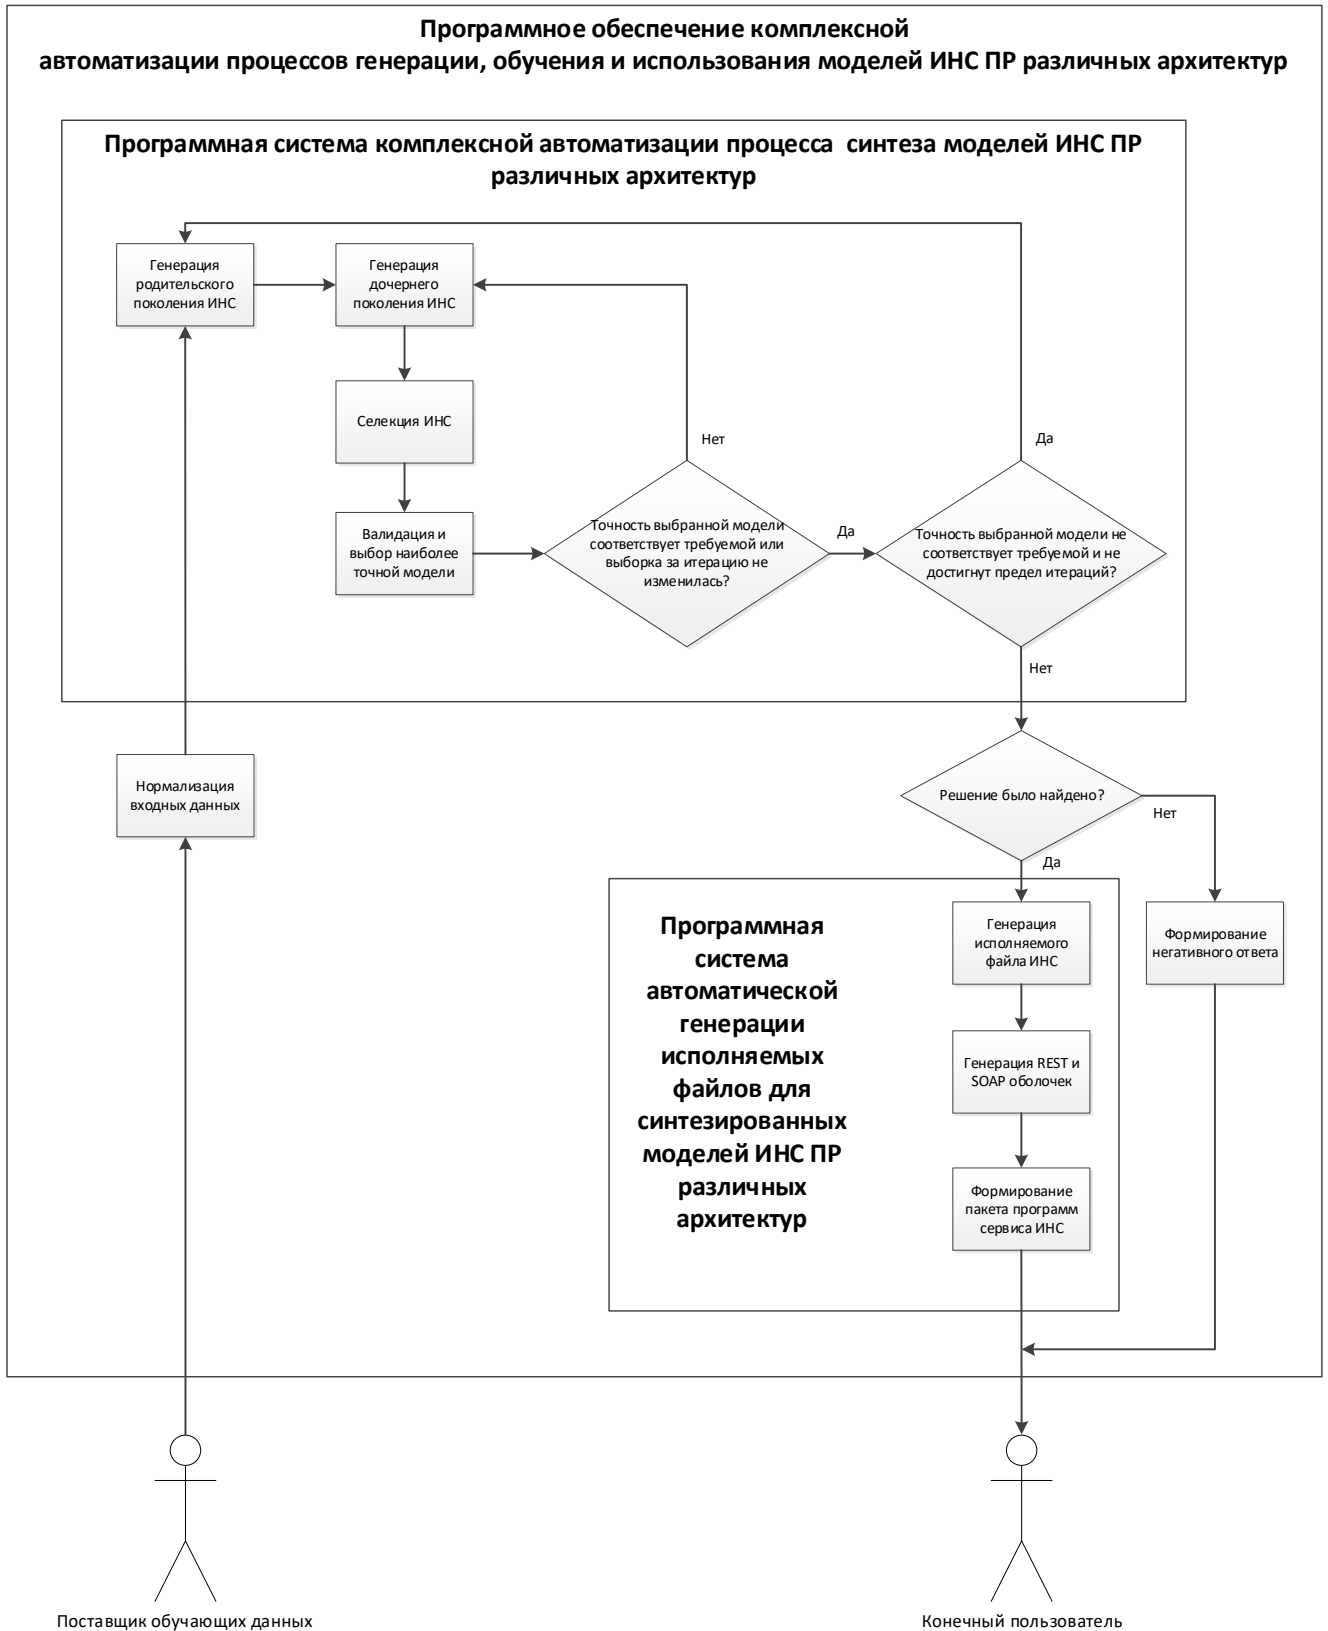 Программное обеспечение комплексной
автоматизации процессов генерации, обучения и использования моделей ИНС ПР различных архитектур
Программная система комплексной автоматизации процесса синтеза моделей ИНС ПР
различных архитектур
Генерация
родительского
поколения ИНС
Генерация
дочернего
поколения ИНС
Селекция ИНС
Нет
Да
Валидация и
выбор наиболее
точной модели
Точность выбранной модели
соответствует требуемой или
выборка за итерацию не
изменилась?
Да
Точность выбранной модели не
соответствует требуемой и не
достигнут предел итераций?
Нет
Нормализация
входных данных
Решение было найдено?
Нет
Да
Программная
система
автоматической
генерации
исполняемых
файлов для
синтезированных
моделей ИНС ПР
различных
архитектур
Генерация
исполняемого
файла ИНС
Формирование
негативного ответа
Генерация REST и
SOAP оболочек
Формирование
пакета программ
сервиса ИНС
Поставщик обучающих данных
Конечный пользователь